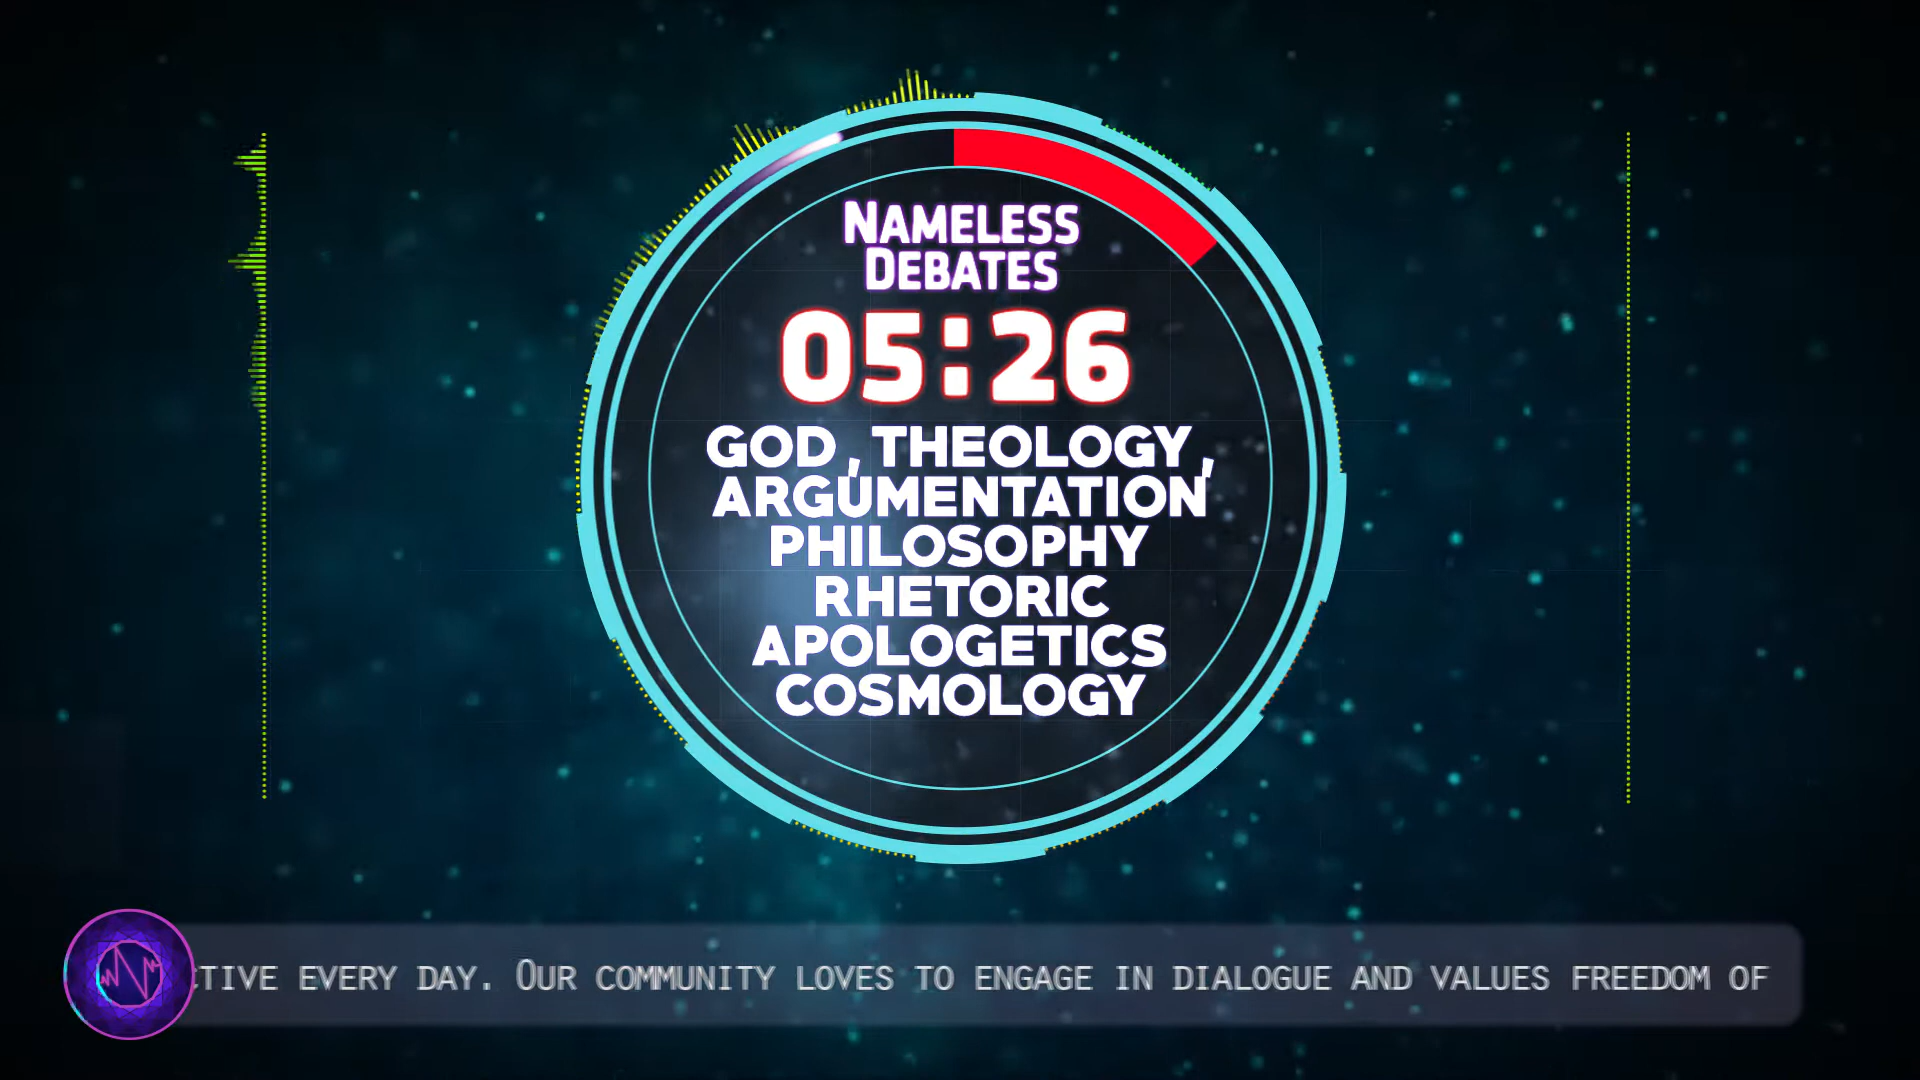 NAMELESS
DEBATES
05:26
GOD, THEOLOGY,
ARGUMENTATION
PHILOSOPHY
RHETORIC
APOLOGETICS
COSMOLOGY
CTIVE EVERY DAY. OUR COMMUNITY LOVES TO ENGAGE IN DIALOGUE AND VALUES FREEDOM OF